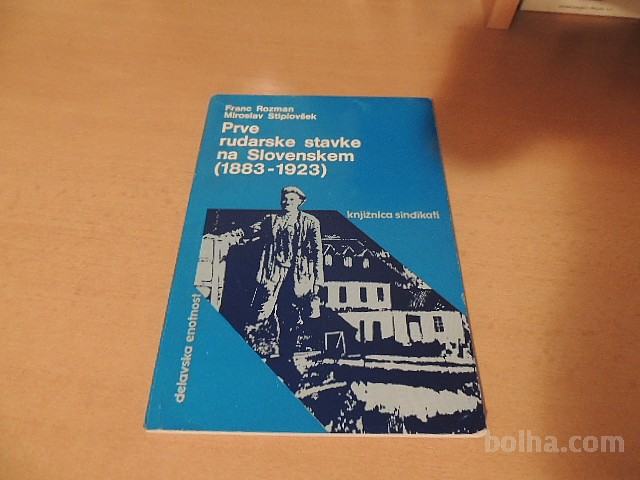 Franc Rozman
Miroslav Stiplovšek
Prve
rudarske stavke
na Slovenskem
(1883-1923)
knjižnica sindikati
delavska enotnost
bolha.com